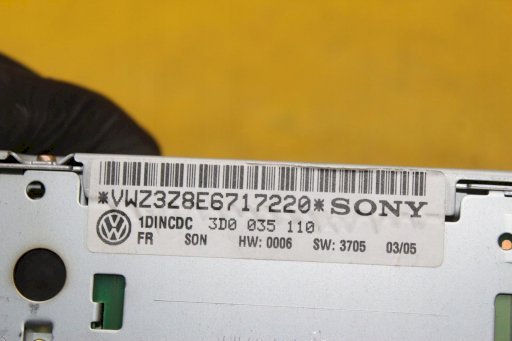 *VWZ3Z8E6717220* SONY
1DINCDC 3D0 035 110
FR SON HW: 0006 SW: 3705 03/05